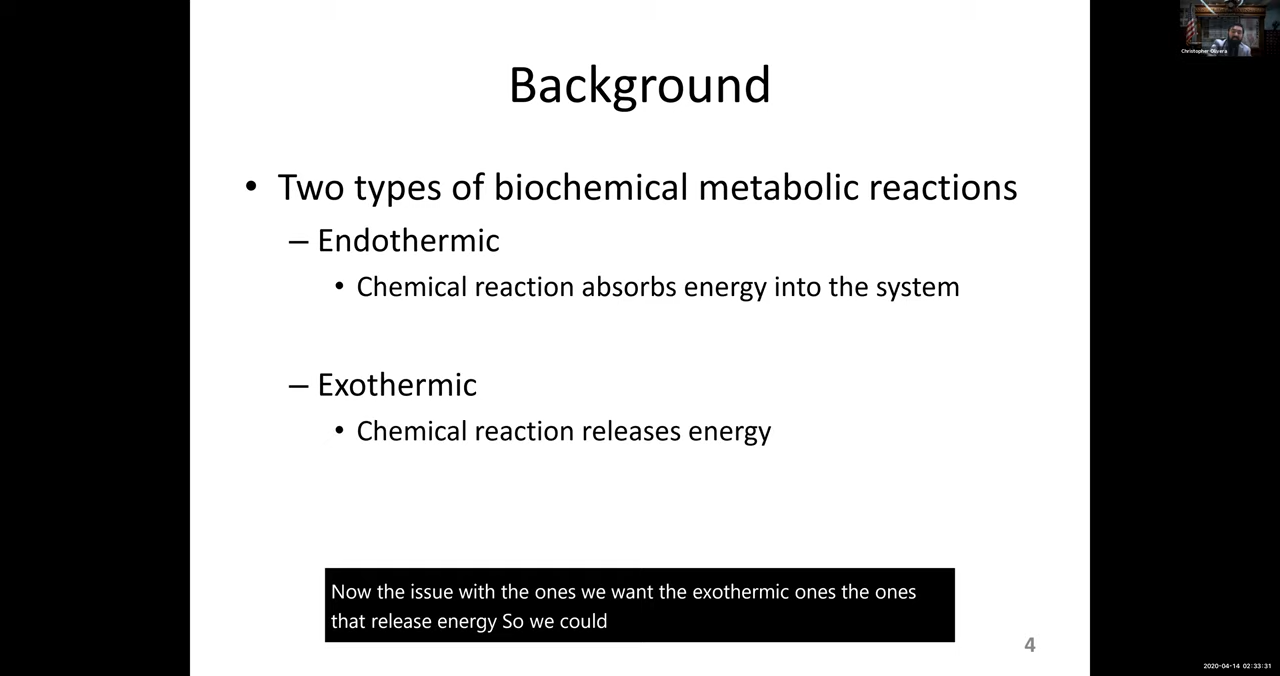 Christopher Olivera
Background
• Two types of biochemical metabolic reactions
– Endothermic
• Chemical reaction absorbs energy into the system
– Exothermic
• Chemical reaction releases energy
Now the issue with the ones we want the exothermic ones the ones
that release energy So we could
4
2020-04-14 02:33:31